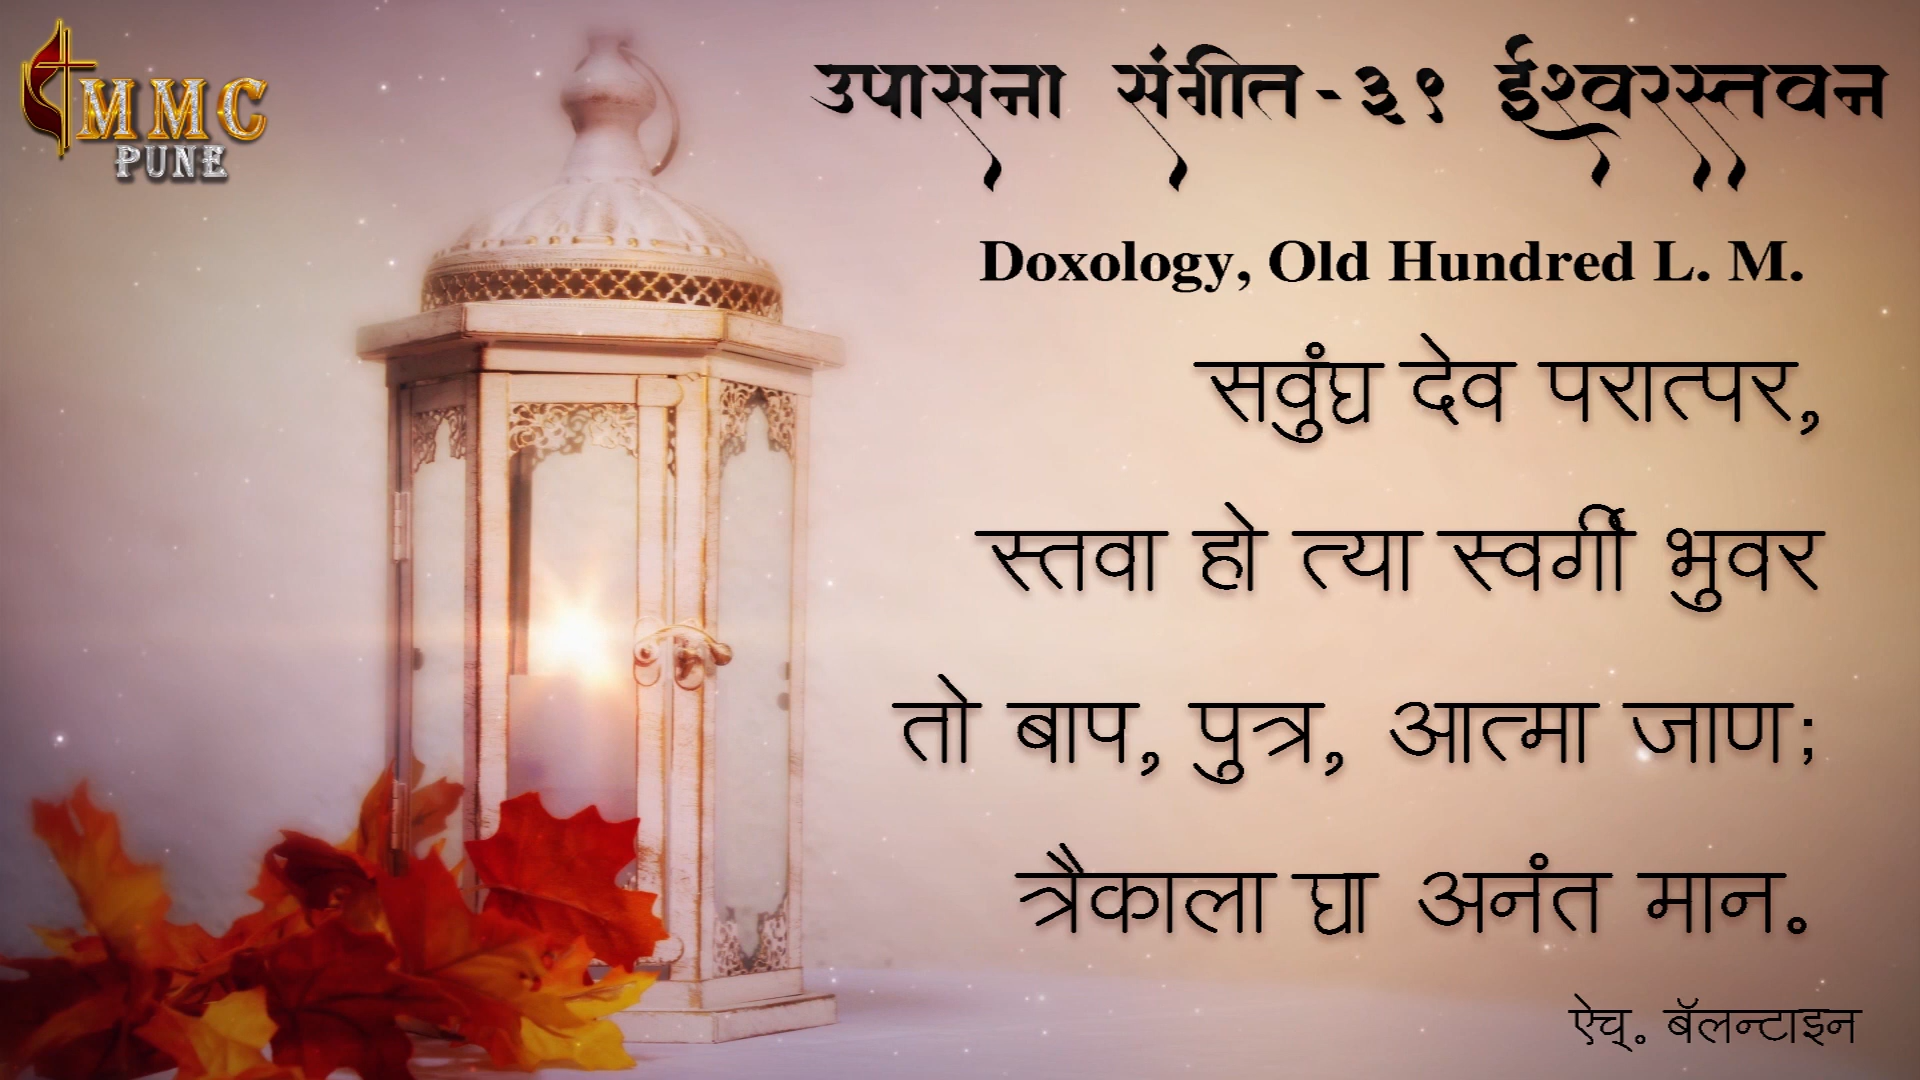 MMC
PUNE
उपासना संगीत - ३९ ईश्वरस्तवन
Doxology, Old Hundred L. M.
सवुंघ्र देव परात्पर,
स्तवा हो त्या स्वर्गी भुवर
तो बाप, पुत्र, आत्मा जाण;
त्रैकाला घ्रा अनंत मान.
ऐच्. बॅलन्टाइन